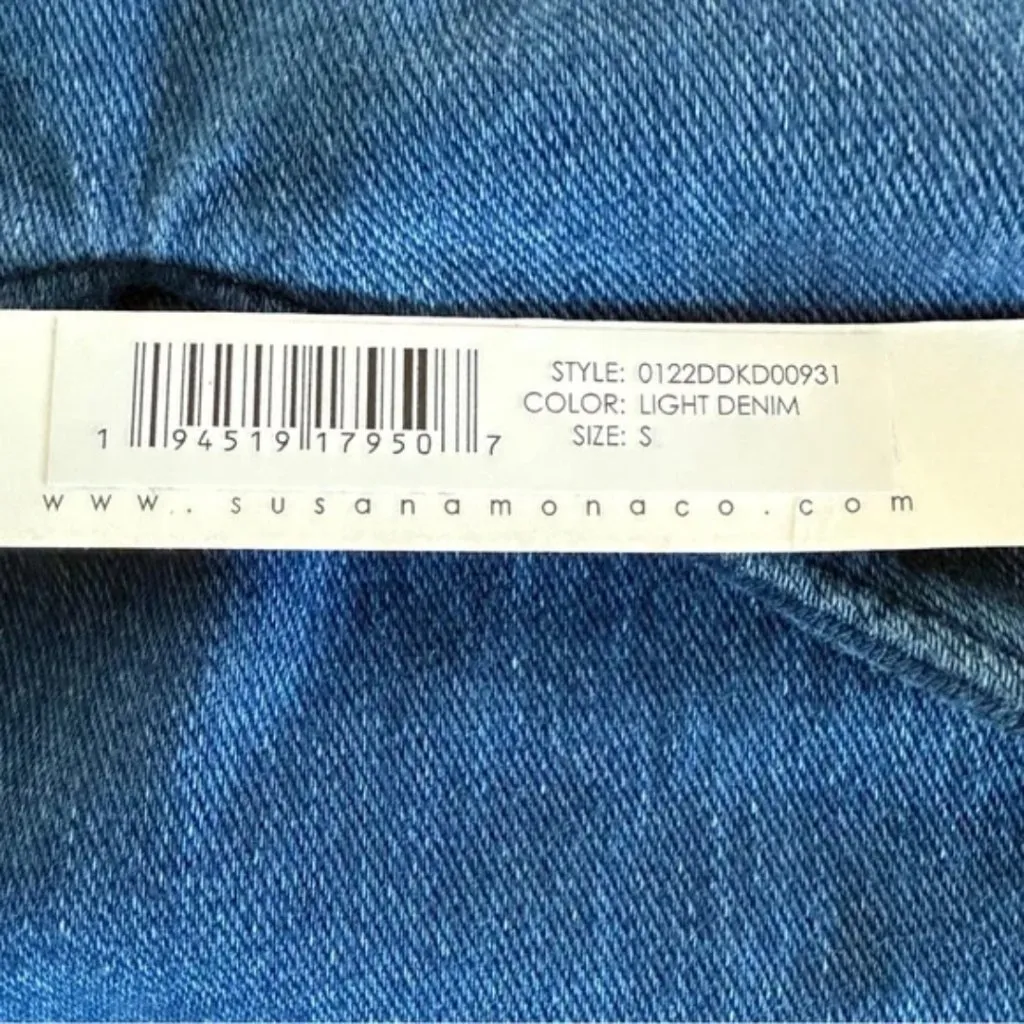 STYLE: 0122DDKD00931
COLOR: LIGHT DENIM
SIZE: S
1 94519 17950 7
www.susanamonaco.com